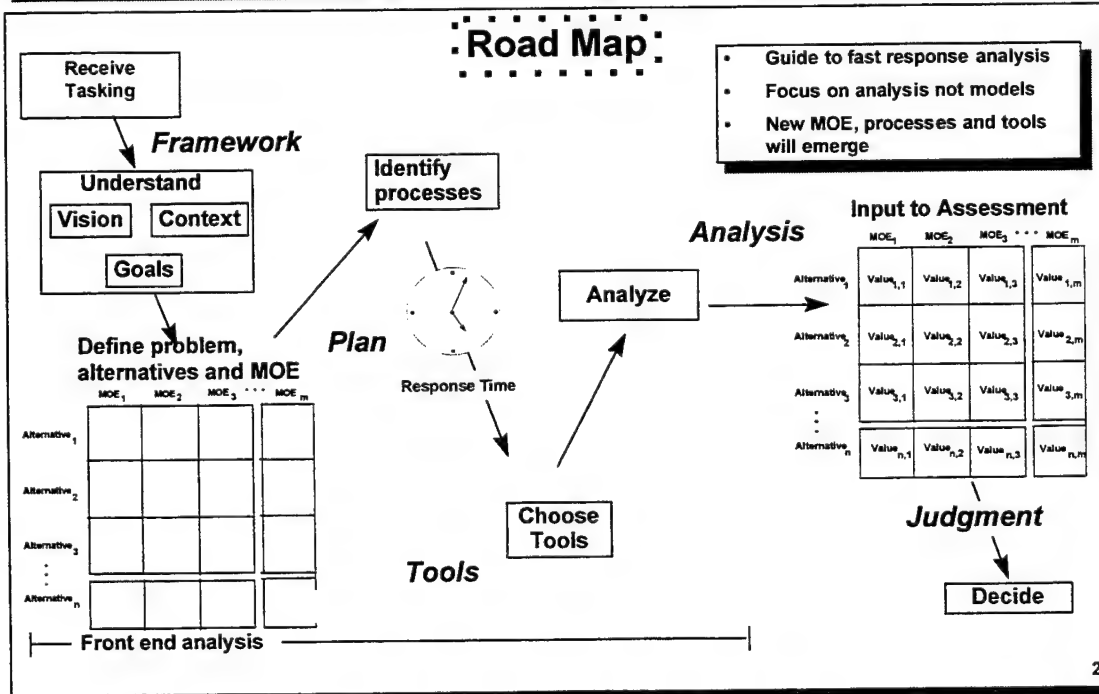 Road Map
Receive
Tasking
Framework
Understand
Vision
Context
Goals
Define problem,
alternatives and MOE
MOE1 MOE2 MOE3 ··· MOEm
Alternative1
Alternative2
Alternative3
Alternativen
Front end analysis
Identify
processes
Plan
Response Time
Tools
Choose
Tools
Analyze
Analysis
• Guide to fast response analysis
• Focus on analysis not models
• New MOE, processes and tools
will emerge
Input to Assessment
MOE1 MOE2 MOE3 ··· MOEm
Alternative1 Value1,1 Value1,2 Value1,3 Value1,m
Alternative2 Value2,1 Value2,2 Value2,3 Value2,m
Alternative3 Value3,1 Value3,2 Value3,3 Value3,m
Alternativen Valuen,1 Valuen,2 Valuen,3 Valuen,m
Judgment
Decide
2